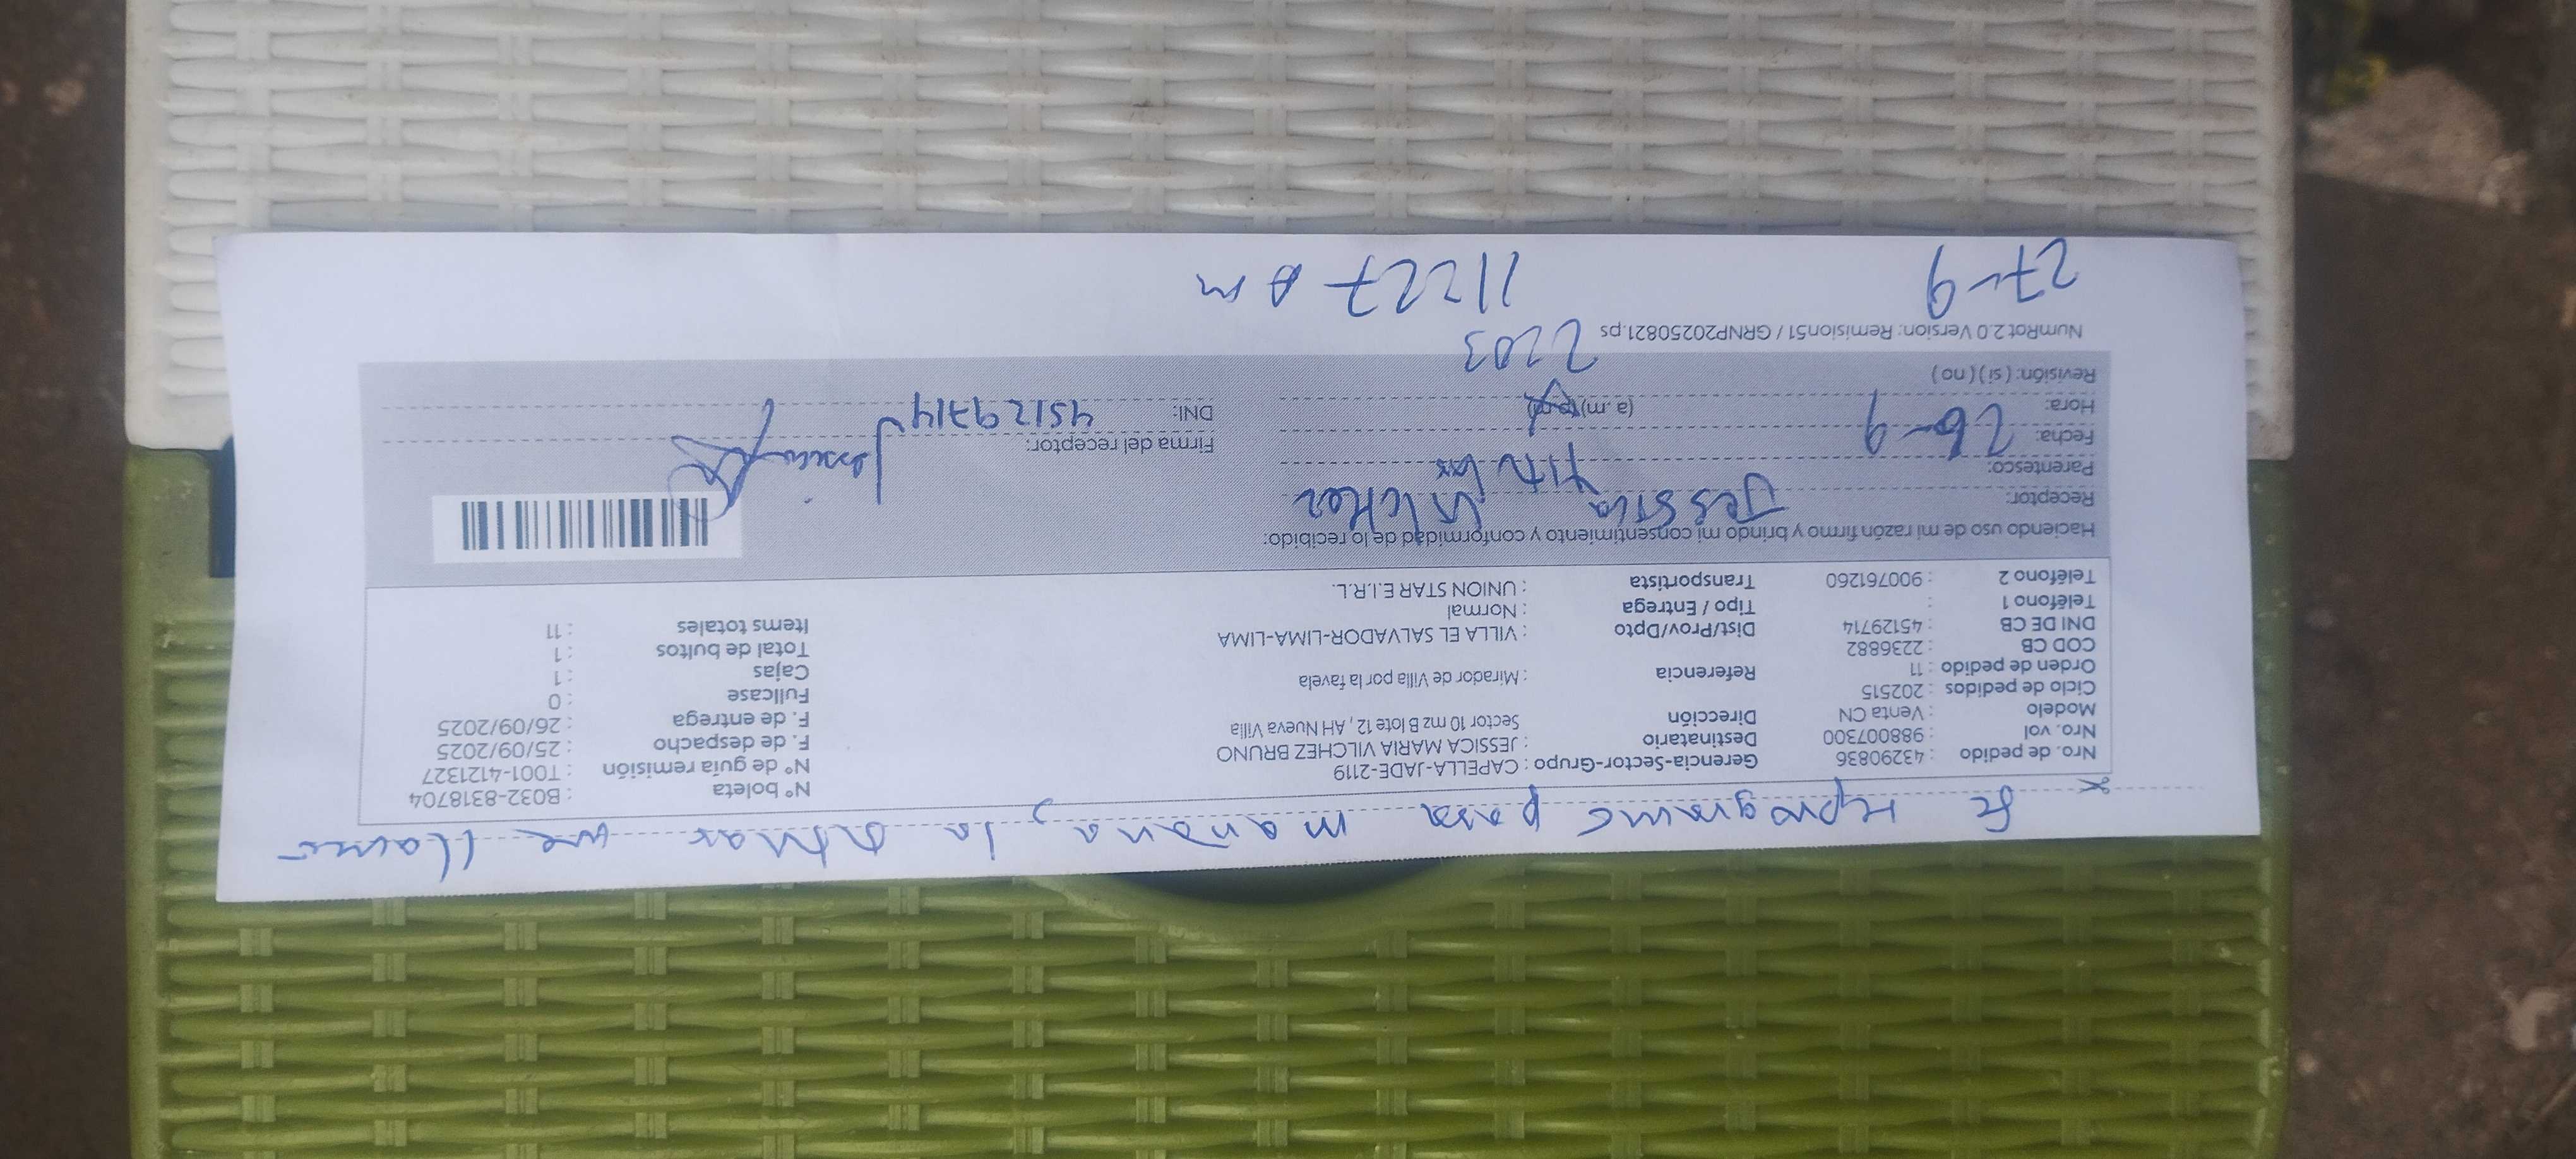 Se reprograme para mañana, la señora me llamó
Nro. de pedido : 43290836
Nro. vol : 988007300
Modelo : Venta CN
Ciclo de pedidos : 202515
Orden de pedido : 11
COD CB : 2236882
DNI DE CB : 45129714
Teléfono 1 :
Teléfono 2 : 900761260
Gerencia-Sector-Grupo : CAPELLA-JADE-2119
Destinatario : JESSICA MARIA VILCHEZ BRUNO
Dirección Sector 10 mz B lote 12, AH Nueva Villa
Referencia : Mirador de Villa por la favela
Dist/Prov/Dpto : VILLA EL SALVADOR-LIMA-LIMA
Tipo / Entrega : Normal
Transportista : UNION STAR E.I.R.L.
N° boleta : B032-8318704
N° de guía remisión : T001-4121327
F. de despacho : 25/09/2025
F. de entrega : 26/09/2025
Fullcase : 0
Cajas : 1
Total de bultos : 1
Items totales : 11
Haciendo uso de mi razón firmo y brindo mi consentimiento y conformidad de lo recibido:
Receptor: Jessica Vilchez
Parentesco: Titular
Fecha: 26-9
Hora: (a.m) (p.m)
Revisión: ( si ) ( no )
Firma del receptor: Jessica
DNI: 45129714
2203
NumRot 2.0 Version: Remision51 / GRNP20250821.ps
27-9 11:27 am